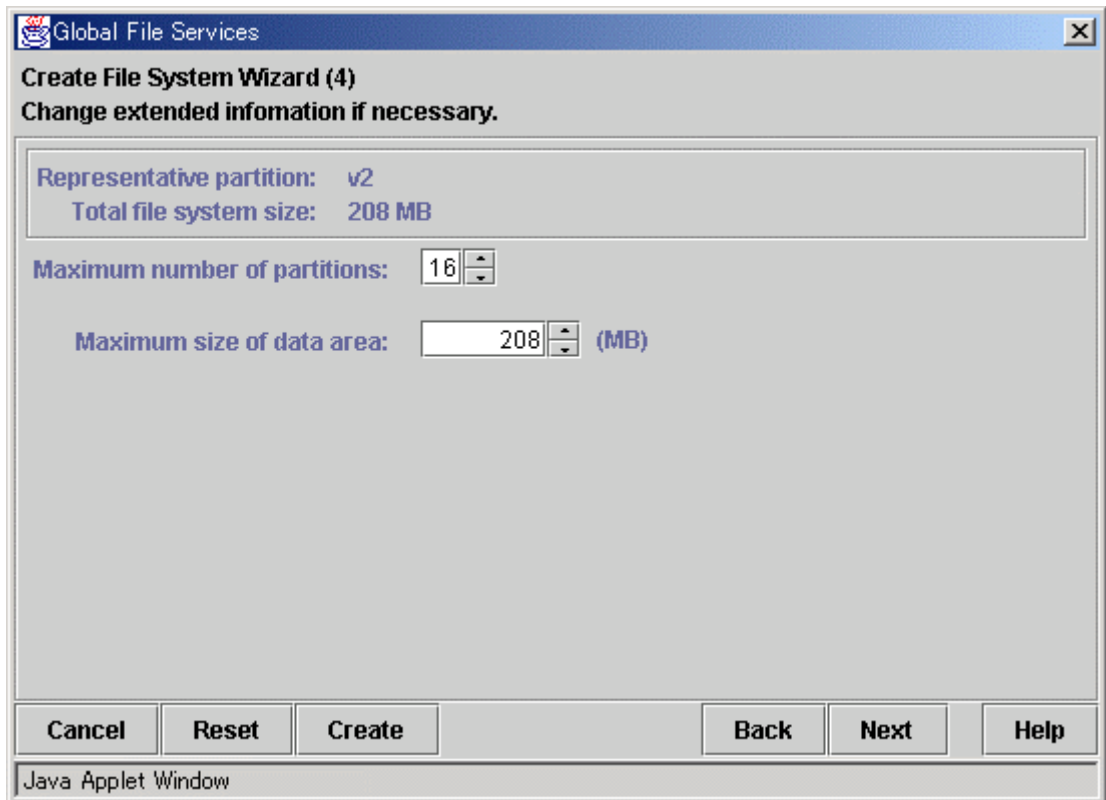 Global File Services
Create File System Wizard (4)
Change extended infomation if necessary.
Representative partition: v2
Total file system size: 208 MB
Maximum number of partitions: 16
Maximum size of data area: 208 (MB)
Cancel Reset Create Back Next Help
Java Applet Window